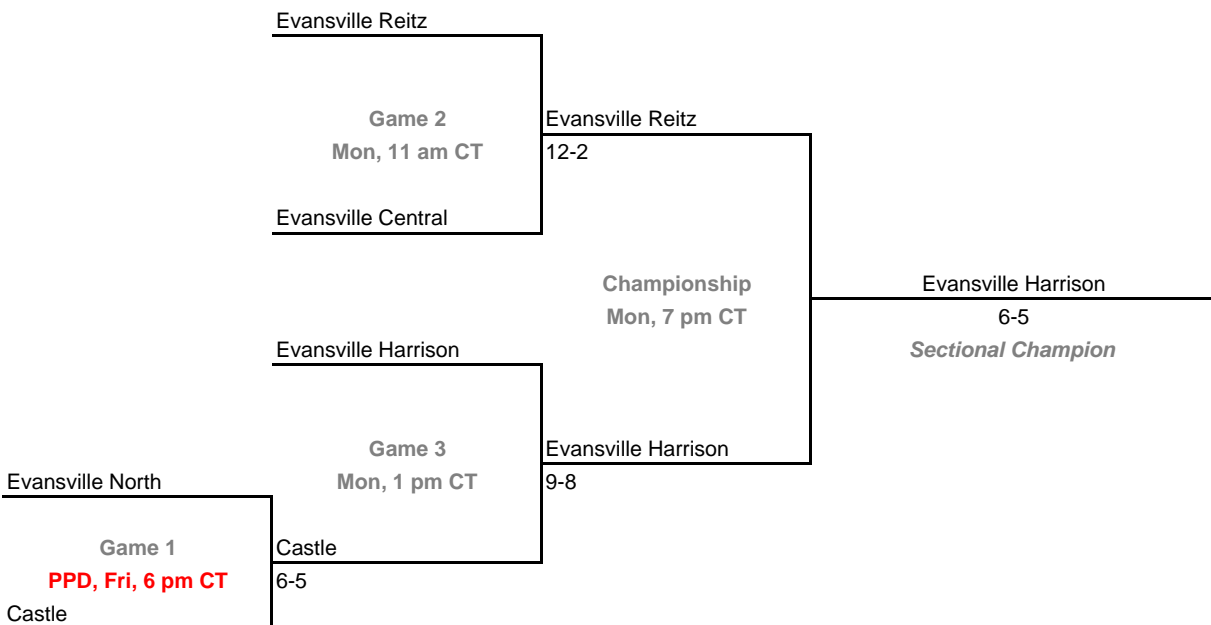 Evansville Reitz
Game 2
Evansville Reitz
Mon, 11 am CT
12-2
Evansville Central
Championship
Evansville Harrison
Mon, 7 pm CT
6-5
Evansville Harrison
Sectional Champion
Game 3
Evansville Harrison
Evansville North
Mon, 1 pm CT
9-8
Game 1
Castle
PPD, Fri, 6 pm CT
6-5
Castle